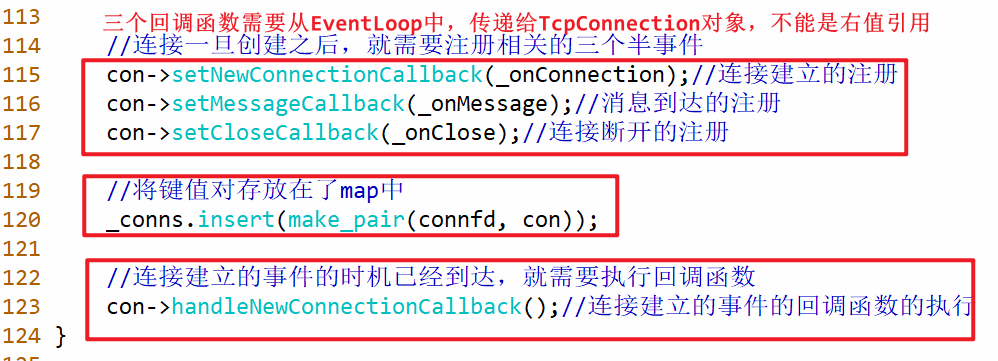 三个回调函数需要从EventLoop中，传递给TcpConnection对象，不能是右值引用
113
114 //连接一旦创建之后，就需要注册相关的三个半事件
115 con->setNewConnectionCallback(_onConnection);//连接建立的注册
116 con->setMessageCallback(_onMessage);//消息到达的注册
117 con->setCloseCallback(_onClose);//连接断开的注册
118
119 //将键值对存放在了map中
120 _conns.insert(make_pair(connfd, con));
121
122 //连接建立的事件的时机已经到达，就需要执行回调函数
123 con->handleNewConnectionCallback();//连接建立的事件的回调函数的执行
124 }